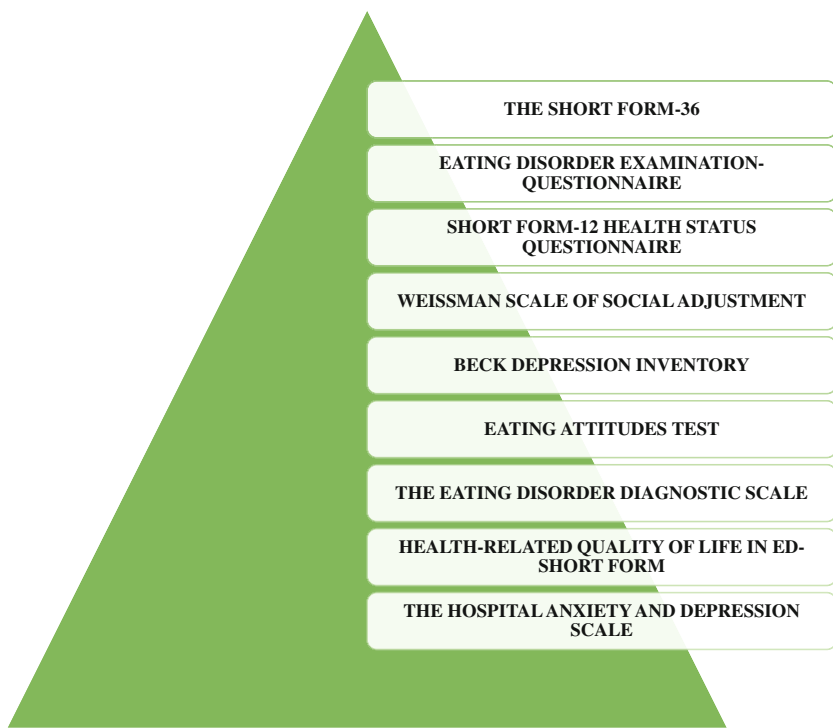 THE SHORT FORM-36
EATING DISORDER EXAMINATION-
QUESTIONNAIRE
SHORT FORM-12 HEALTH STATUS
QUESTIONNAIRE
WEISSMAN SCALE OF SOCIAL ADJUSTMENT
BECK DEPRESSION INVENTORY
EATING ATTITUDES TEST
THE EATING DISORDER DIAGNOSTIC SCALE
HEALTH-RELATED QUALITY OF LIFE IN ED-
SHORT FORM
THE HOSPITAL ANXIETY AND DEPRESSION
SCALE